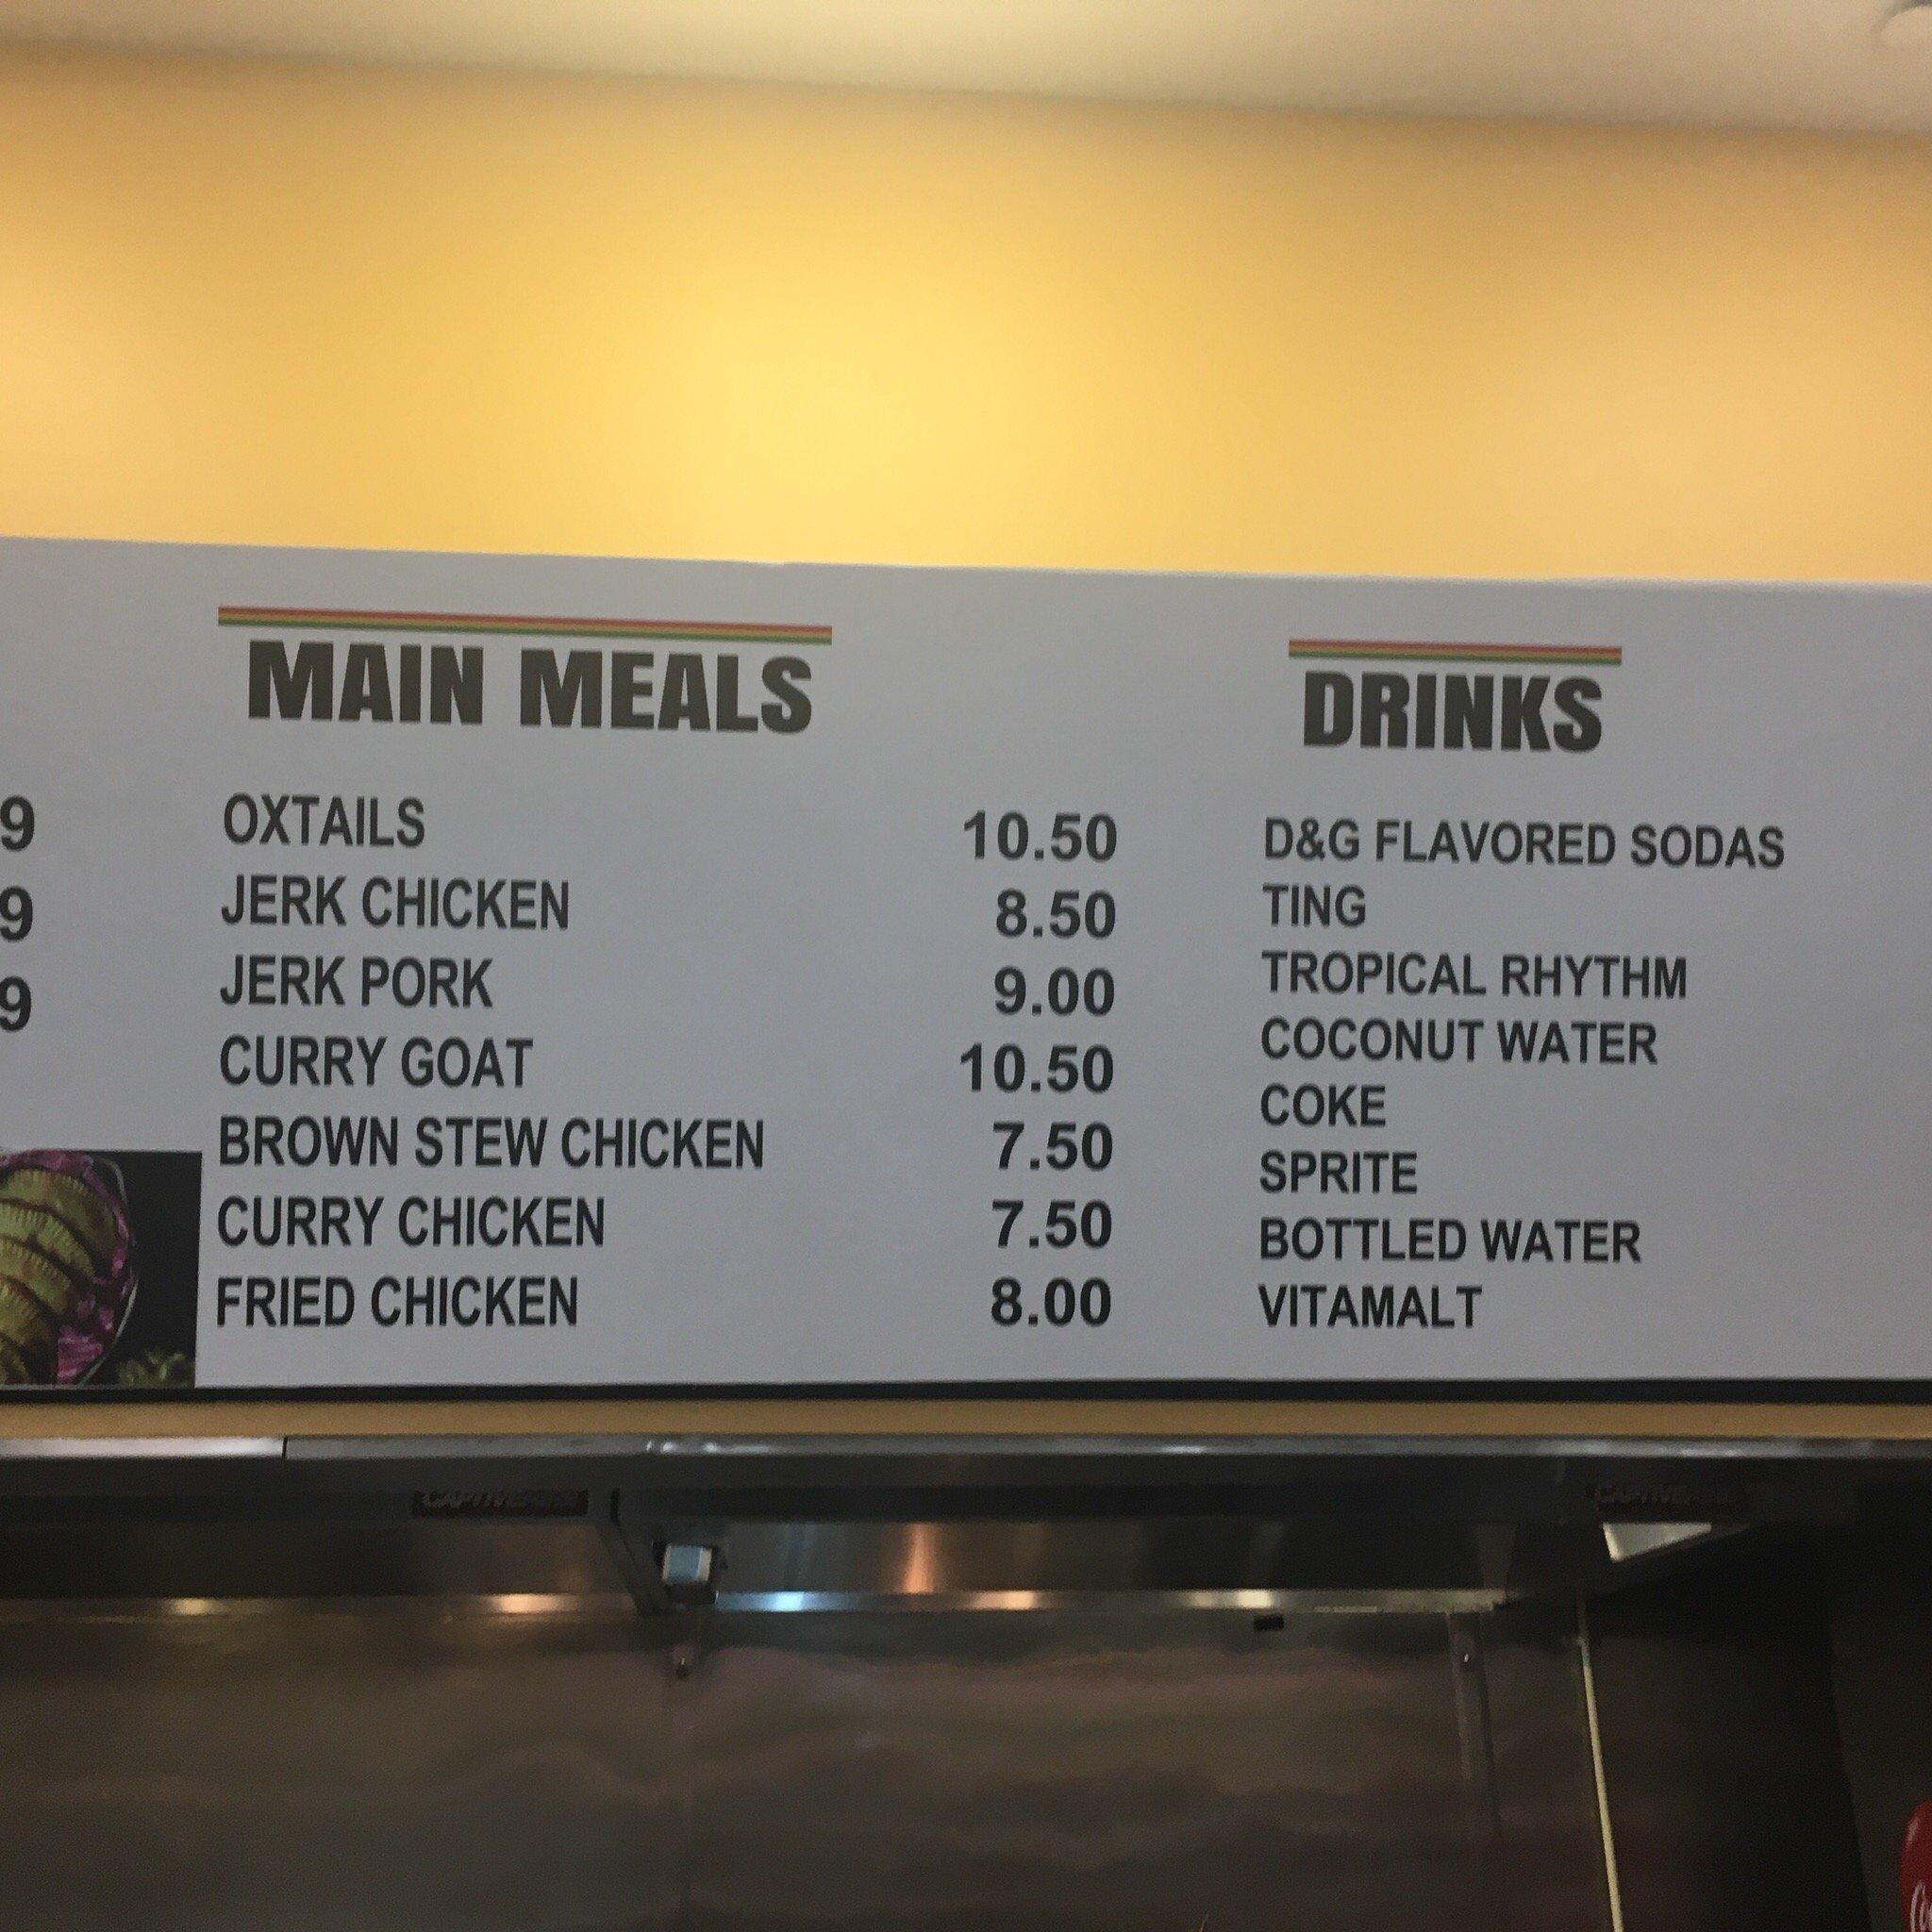 MAIN MEALS
OXTAILS 10.50
JERK CHICKEN 8.50
JERK PORK 9.00
CURRY GOAT 10.50
BROWN STEW CHICKEN 7.50
CURRY CHICKEN 7.50
FRIED CHICKEN 8.00
DRINKS
D&G FLAVORED SODAS
TING
TROPICAL RHYTHM
COCONUT WATER
COKE
SPRITE
BOTTLED WATER
VITAMALT
9
9
9